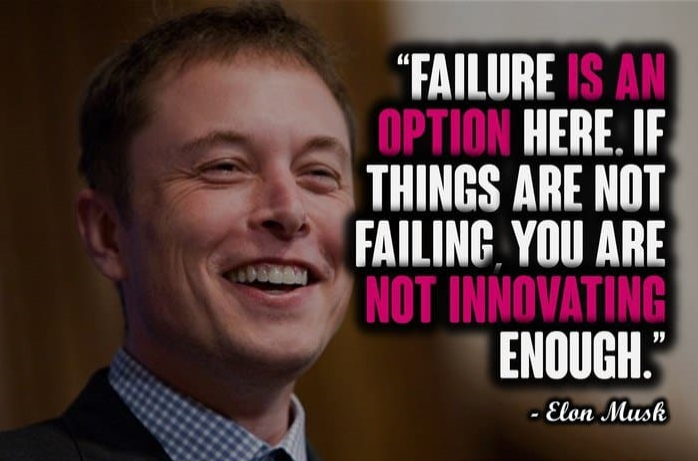 “FAILURE IS AN
OPTION HERE. IF
THINGS ARE NOT
FAILING, YOU ARE
NOT INNOVATING
ENOUGH.”
- Elon Musk